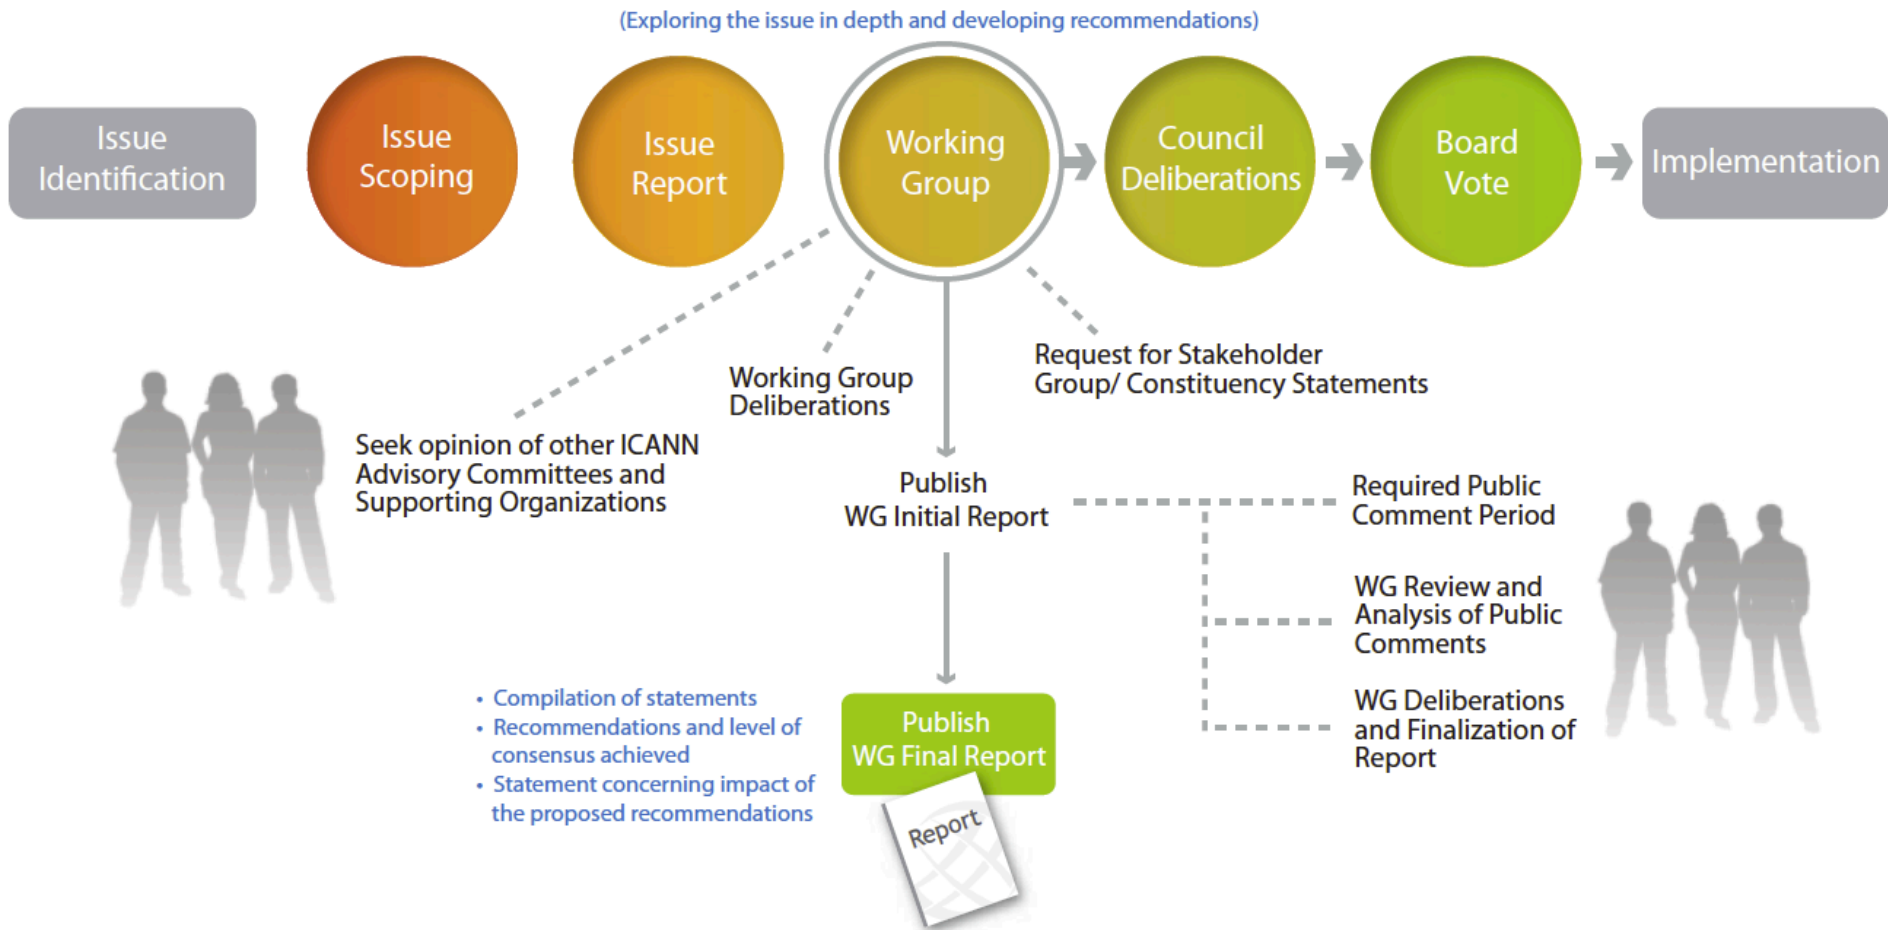 (Exploring the issue in depth and developing recommendations)
Issue
Identification
Issue
Scoping
Issue
Report
Working
Group
Council
Deliberations
Board
Vote
Implementation
Seek opinion of other ICANN
Advisory Committees and
Supporting Organizations
Working Group
Deliberations
Request for Stakeholder
Group/ Constituency Statements
Publish
WG Initial Report
Required Public
Comment Period
WG Review and
Analysis of Public
Comments
WG Deliberations
and Finalization of
Report
• Compilation of statements
• Recommendations and level of
consensus achieved
• Statement concerning impact of
the proposed recommendations
Publish
WG Final Report
Report